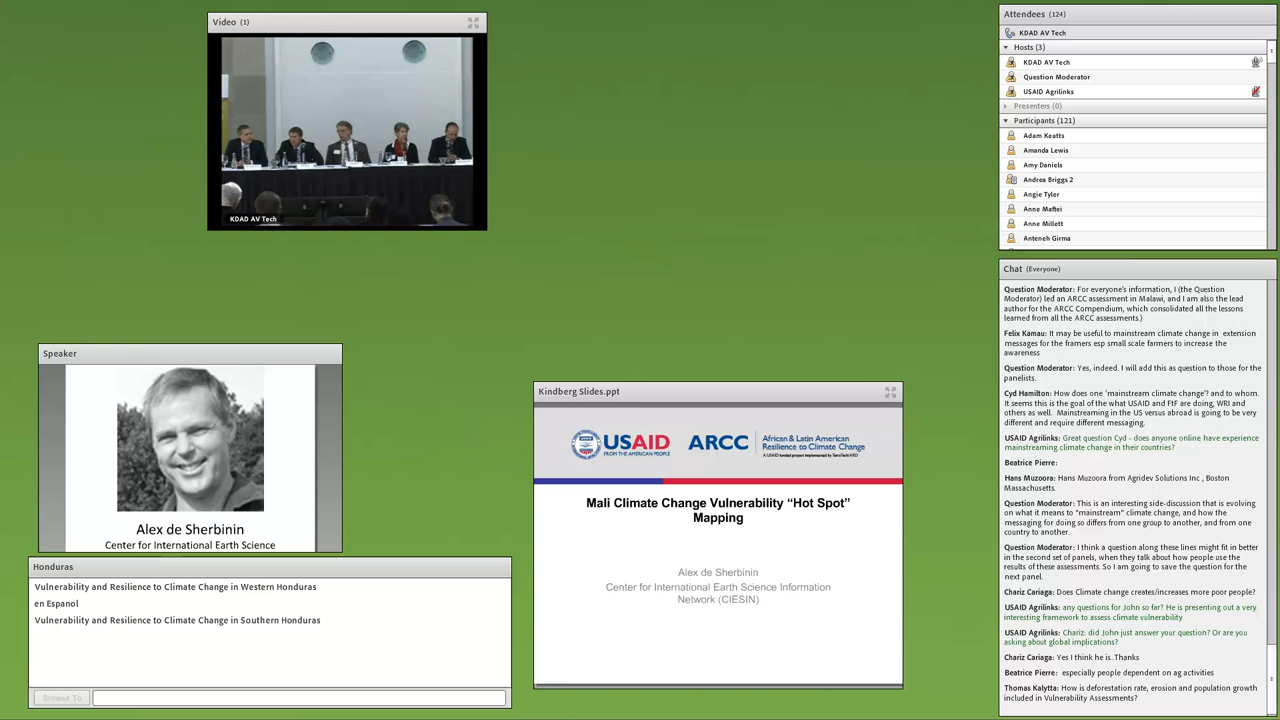 Video (1)
KDAD AV Tech
Speaker
Alex de Sherbinin
Center for International Earth Science
Honduras
Vulnerability and Resilience to Climate Change in Western Honduras
en Espanol
Vulnerability and Resilience to Climate Change in Southern Honduras
Browse To
Kindberg Slides.ppt
USAID
FROM THE AMERICAN PEOPLE
ARCC
African & Latin American
Resilience to Climate Change
Mali Climate Change Vulnerability “Hot Spot”
Mapping
Alex de Sherbinin
Center for International Earth Science Information
Network (CIESIN)
Attendees (124)
KDAD AV Tech
Hosts (3)
KDAD AV Tech
Question Moderator
USAID Agrilinks
Presenters (0)
Participants (121)
Adam Keatts
Amanda Lewis
Amy Daniels
Andrea Briggs 2
Angie Tyler
Anne Maftei
Anne Millett
Anteneh Girma
Chat (Everyone)
Question Moderator: For everyone's information, I (the Question
Moderator) led an ARCC assessment in Malawi, and I am also the lead
author for the ARCC Compendium, which consolidated all the lessons
learned from all the ARCC assessments.)
Felix Kamau: It may be useful to mainstream climate change in extension
messages for the framers esp small scale farmers to increase the
awareness
Question Moderator: Yes, indeed. I will add this as question to those for the
panelists.
Cyd Hamilton: How does one 'mainstream climate change'? and to whom.
It seems this is the goal of the what USAID and FtF are doing, WRI and
others as well. Mainstreaming in the US versus abroad is going to be very
different and require different messaging.
USAID Agrilinks: Great question Cyd - does anyone online have experience
mainstreaming climate change in their countries?
Beatrice Pierre:
Hans Muzoora: Hans Muzoora from Agridev Solutions Inc , Boston
Massachusetts.
Question Moderator: This is an interesting side-discussion that is evolving
on what it means to "mainstream" climate change, and how the
messaging for doing so differs from one group to another, and from one
country to another.
Question Moderator: I think a question along these lines might fit in better
in the second set of panels, when they talk about how people use the
results of these assessments. So I am going to save the question for the
next panel.
Chariz Cariaga: Does Climate change creates/increases more poor people?
USAID Agrilinks: any questions for John so far? He is presenting out a very
interesting framework to assess climate vulnerability
USAID Agrilinks: Chariz: did John just answer your question? Or are you
asking about global implications?
Chariz Cariaga: Yes I think he is..Thanks
Beatrice Pierre: especially people dependent on ag activities
Thomas Kalytta: How is deforestation rate, erosion and population growth
included in Vulnerability Assessments?